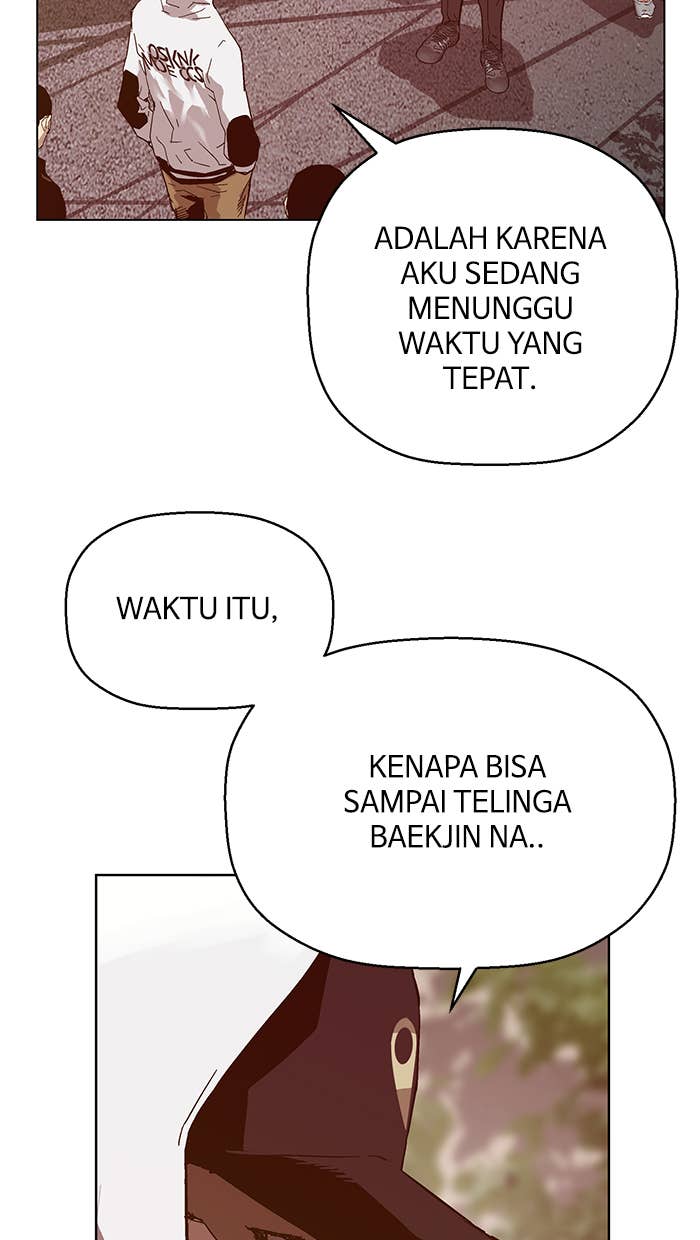 ADALAH KARENA
AKU SEDANG
MENUNGGU
WAKTU YANG
TEPAT.
WAKTU ITU,
KENAPA BISA
SAMPAI TELINGA
BAEKJIN NA..